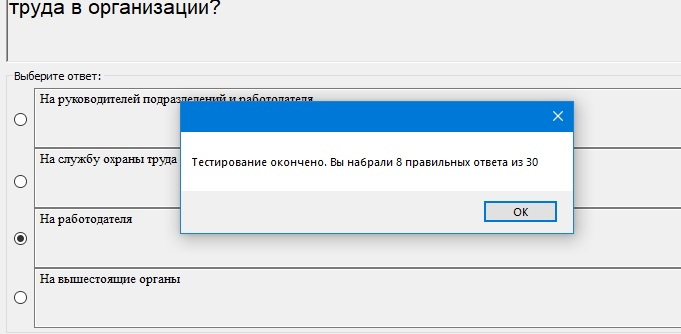 труда в организации?
Выберите ответ:
На руководителей подразделений и работодателя
Тестирование окончено. Вы набрали 8 правильных ответа из 30
На службу охраны труда
OK
На работодателя
На вышестоящие органы